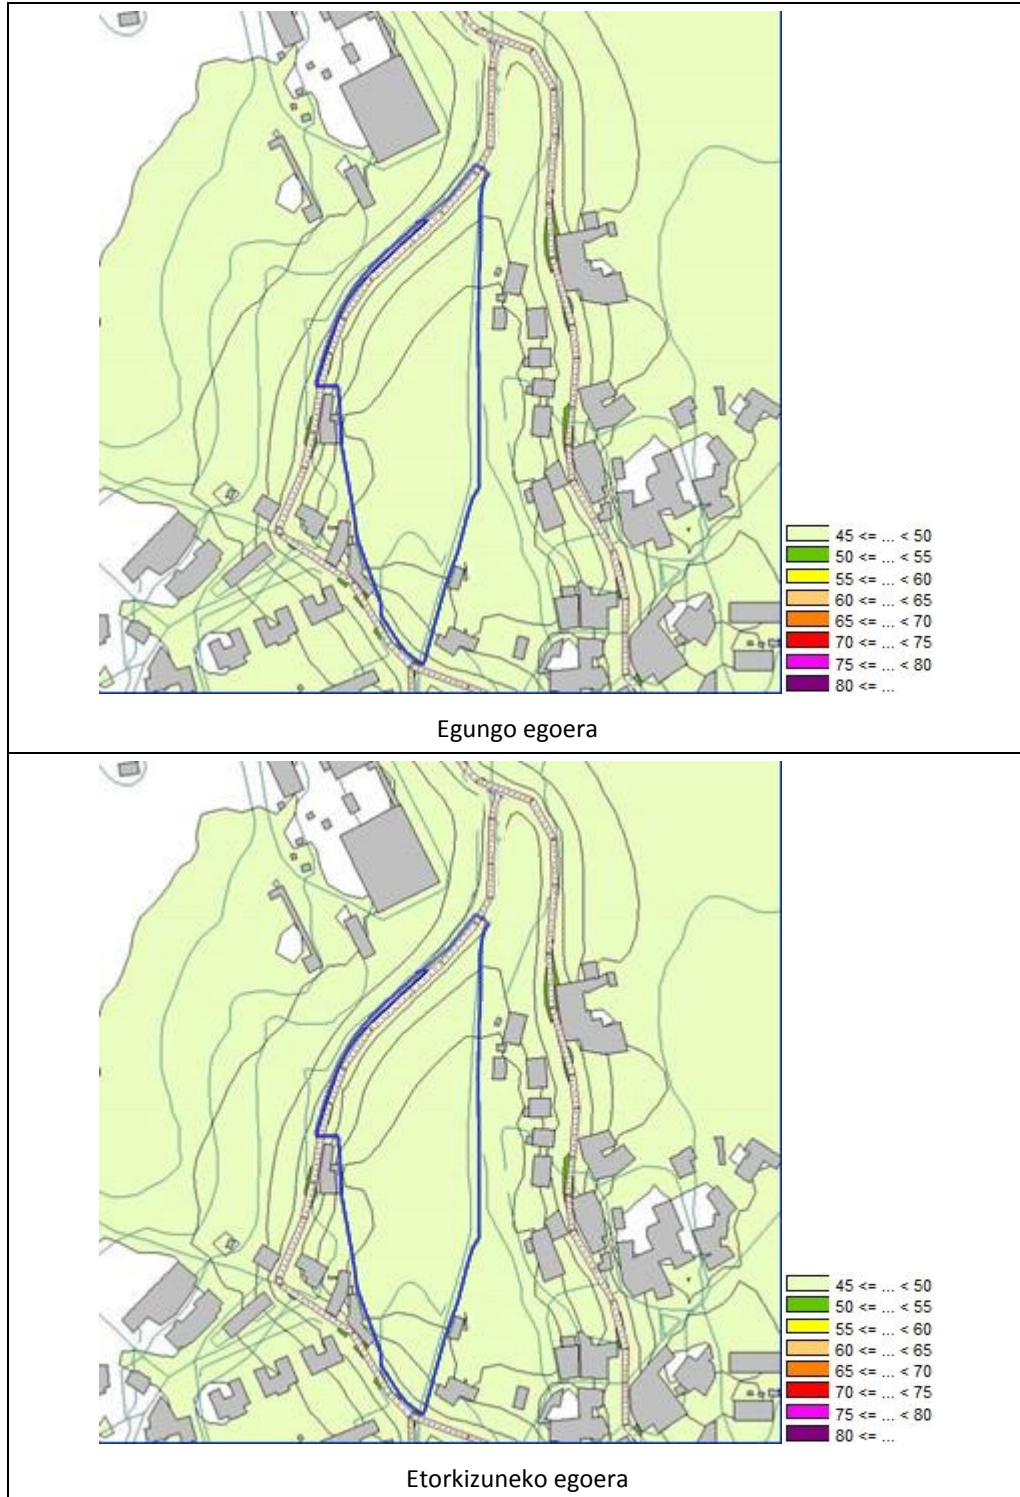 45 <= ... < 50
50 <= ... < 55
55 <= ... < 60
60 <= ... < 65
65 <= ... < 70
70 <= ... < 75
75 <= ... < 80
80 <= ...
Egungo egoera
45 <= ... < 50
50 <= ... < 55
55 <= ... < 60
60 <= ... < 65
65 <= ... < 70
70 <= ... < 75
75 <= ... < 80
80 <= ...
Etorkizuneko egoera